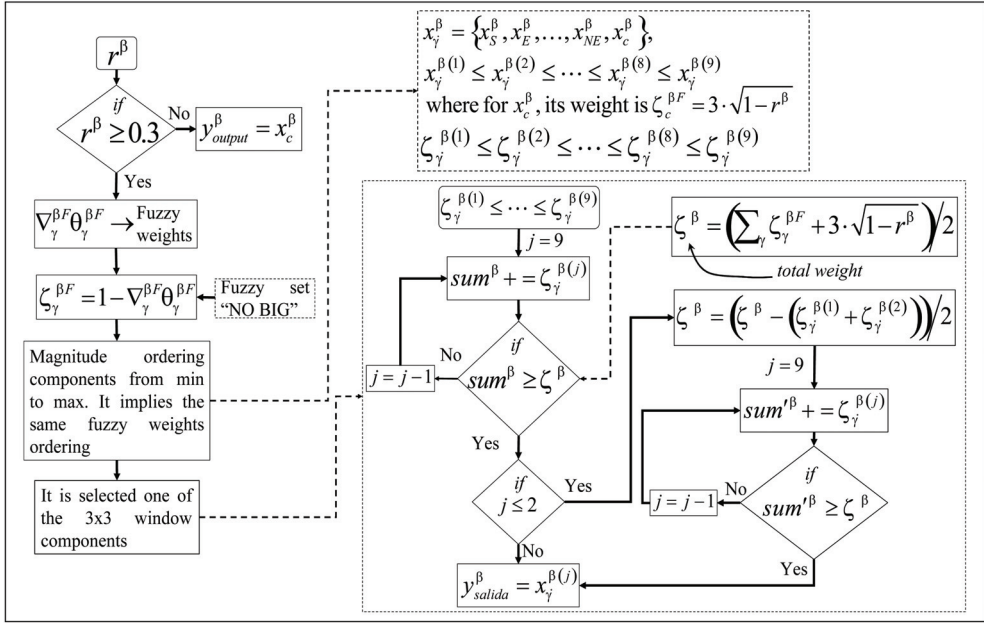 r^β
if
r^β ≥ 0.3
No
y^β_output = x^β_c
Yes
∇^βF_γ θ^βF_γ → Fuzzy
weights
ζ^βF_γ = 1 − ∇^βF_γ θ^βF_γ
Fuzzy set
“NO BIG”
Magnitude ordering
components from min
to max. It implies the
same fuzzy weights
ordering
It is selected one of
the 3x3 window
components
x^β_γ̇ = {x^β_S, x^β_E, …, x^β_NE, x^β_c},
x^β(1)_γ̇ ≤ x^β(2)_γ̇ ≤ ⋯ ≤ x^β(8)_γ̇ ≤ x^β(9)_γ̇
where for x^β_c, its weight is ζ^βF_c = 3·√(1−r^β)
ζ^β(1)_γ̇ ≤ ζ^β(2)_γ̇ ≤ ⋯ ≤ ζ^β(8)_γ̇ ≤ ζ^β(9)_γ̇
ζ^β(1)_γ̇ ≤ ⋯ ≤ ζ^β(9)_γ̇
j = 9
sum^β += ζ^β(j)_γ̇
if
sum^β ≥ ζ^β
No
j = j−1
Yes
if
j ≤ 2
Yes
No
y^β_salida = x^β(j)_γ̇
ζ^β = (∑_γ ζ^βF_γ + 3·√(1−r^β))/2
total weight
ζ^β = (ζ^β − (ζ^β(1)_γ̇ + ζ^β(2)_γ̇))/2
j = 9
sum′^β += ζ^β(j)_γ̇
if
sum′^β ≥ ζ^β
No
j = j−1
Yes